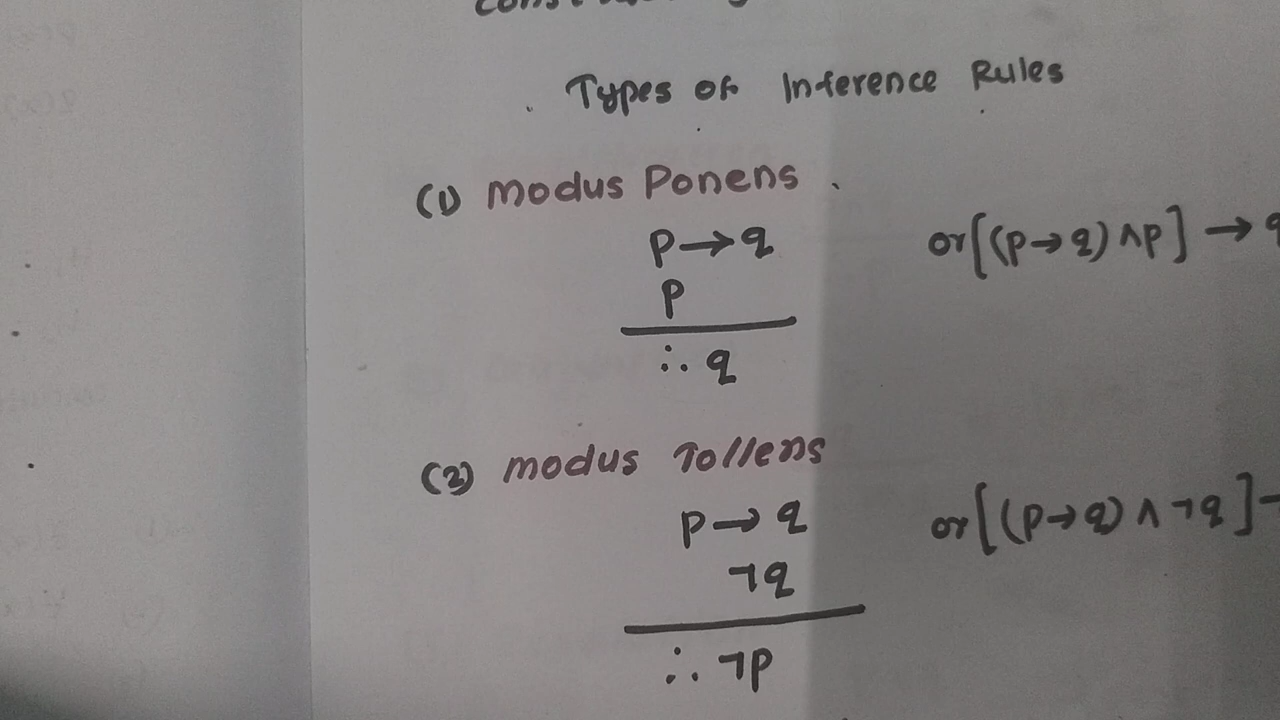 Types of Inference Rules
(1) Modus Ponens .
p→q or[(p→q)∧p]→q
p
∴ q
(2) Modus Tollens
p→q or[(p→q)∧¬q]→
¬q
∴ ¬p